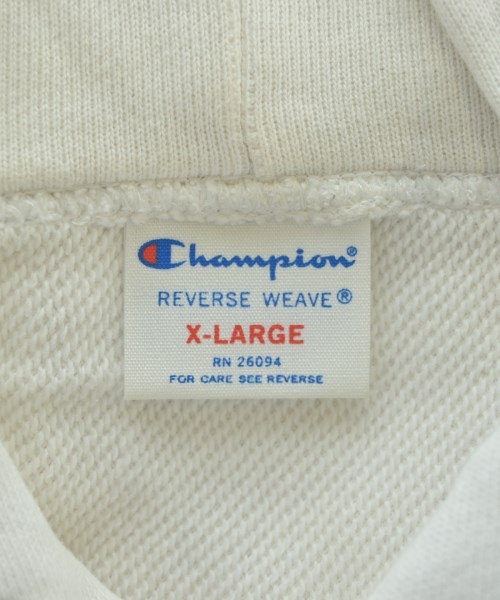 Champion®
REVERSE WEAVE®
X-LARGE
RN 26094
FOR CARE SEE REVERSE